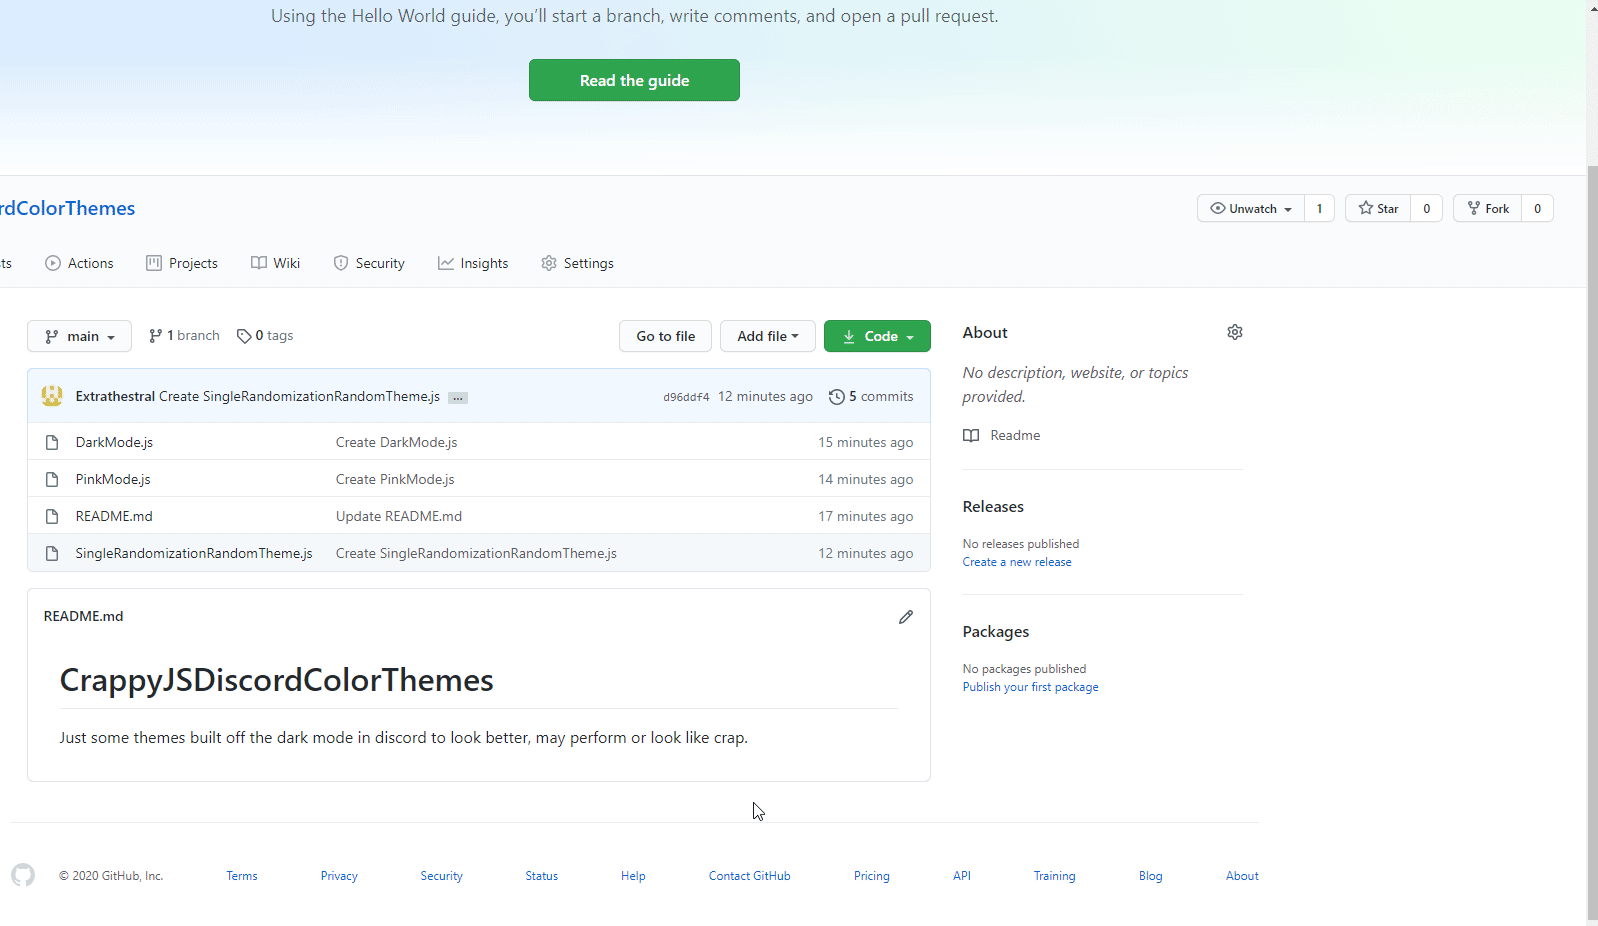 Using the Hello World guide, you’ll start a branch, write comments, and open a pull request.
Read the guide
rdColorThemes
Unwatch 1 Star 0 Fork 0
ts Actions Projects Wiki Security Insights Settings
main 1 branch 0 tags Go to file Add file Code
Extrathestral Create SingleRandomizationRandomTheme.js ... d96ddf4 12 minutes ago 5 commits
DarkMode.js Create DarkMode.js 15 minutes ago
PinkMode.js Create PinkMode.js 14 minutes ago
README.md Update README.md 17 minutes ago
SingleRandomizationRandomTheme.js Create SingleRandomizationRandomTheme.js 12 minutes ago
README.md
CrappyJSDiscordColorThemes
Just some themes built off the dark mode in discord to look better, may perform or look like crap.
About
No description, website, or topics
provided.
Readme
Releases
No releases published
Create a new release
Packages
No packages published
Publish your first package
© 2020 GitHub, Inc. Terms Privacy Security Status Help Contact GitHub Pricing API Training Blog About